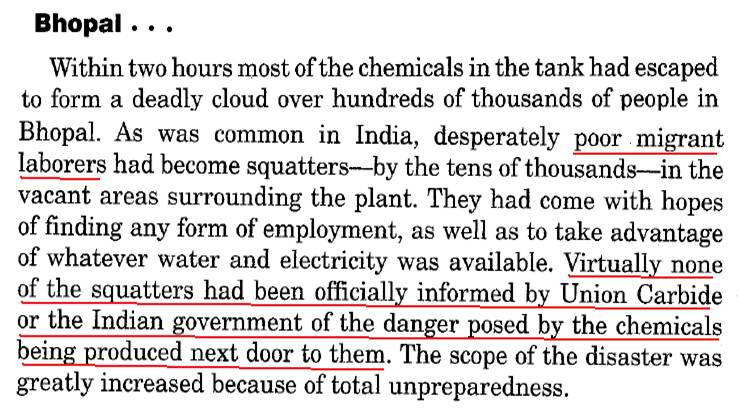 Bhopal . . .
Within two hours most of the chemicals in the tank had escaped
to form a deadly cloud over hundreds of thousands of people in
Bhopal. As was common in India, desperately poor migrant
laborers had become squatters—by the tens of thousands—in the
vacant areas surrounding the plant. They had come with hopes
of finding any form of employment, as well as to take advantage
of whatever water and electricity was available. Virtually none
of the squatters had been officially informed by Union Carbide
or the Indian government of the danger posed by the chemicals
being produced next door to them. The scope of the disaster was
greatly increased because of total unpreparedness.